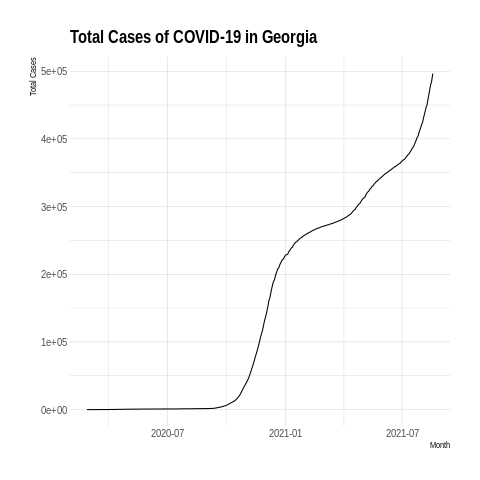 Total Cases of COVID-19 in Georgia
Total Cases
5e+05
4e+05
3e+05
2e+05
1e+05
0e+00
2020-07
2021-01
2021-07
Month